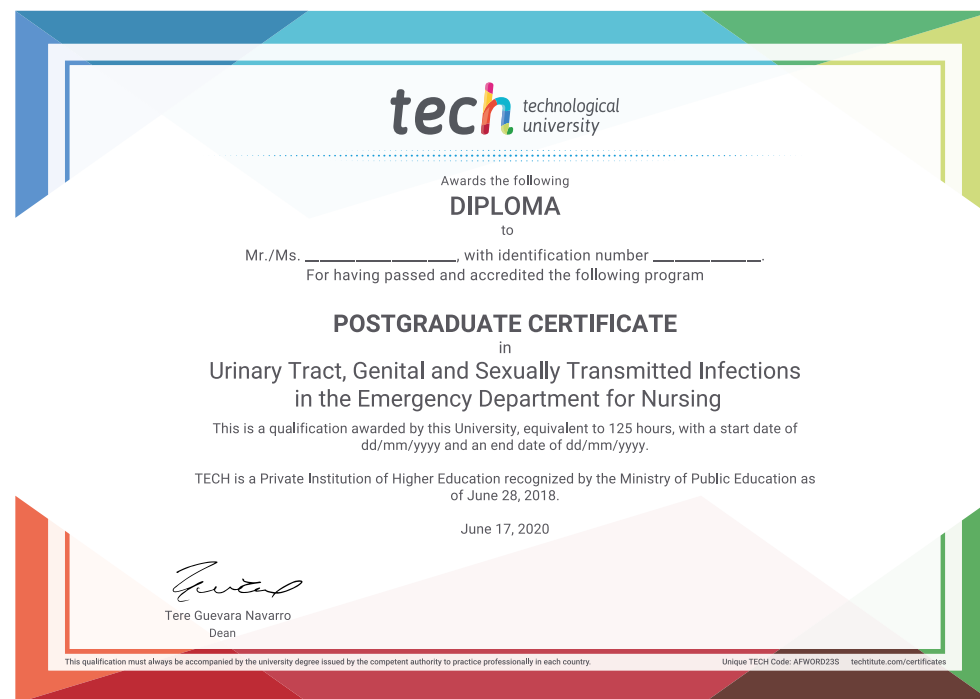 tech technological
university
Awards the following
DIPLOMA
to
Mr./Ms. ____________________, with identification number ______________.
For having passed and accredited the following program
POSTGRADUATE CERTIFICATE
in
Urinary Tract, Genital and Sexually Transmitted Infections
in the Emergency Department for Nursing
This is a qualification awarded by this University, equivalent to 125 hours, with a start date of
dd/mm/yyyy and an end date of dd/mm/yyyy.
TECH is a Private Institution of Higher Education recognized by the Ministry of Public Education as
of June 28, 2018.
June 17, 2020
Tere Guevara Navarro
Dean
This qualification must always be accompanied by the university degree issued by the competent authority to practice professionally in each country.
Unique TECH Code: AFWORD23S techtitute.com/certificates